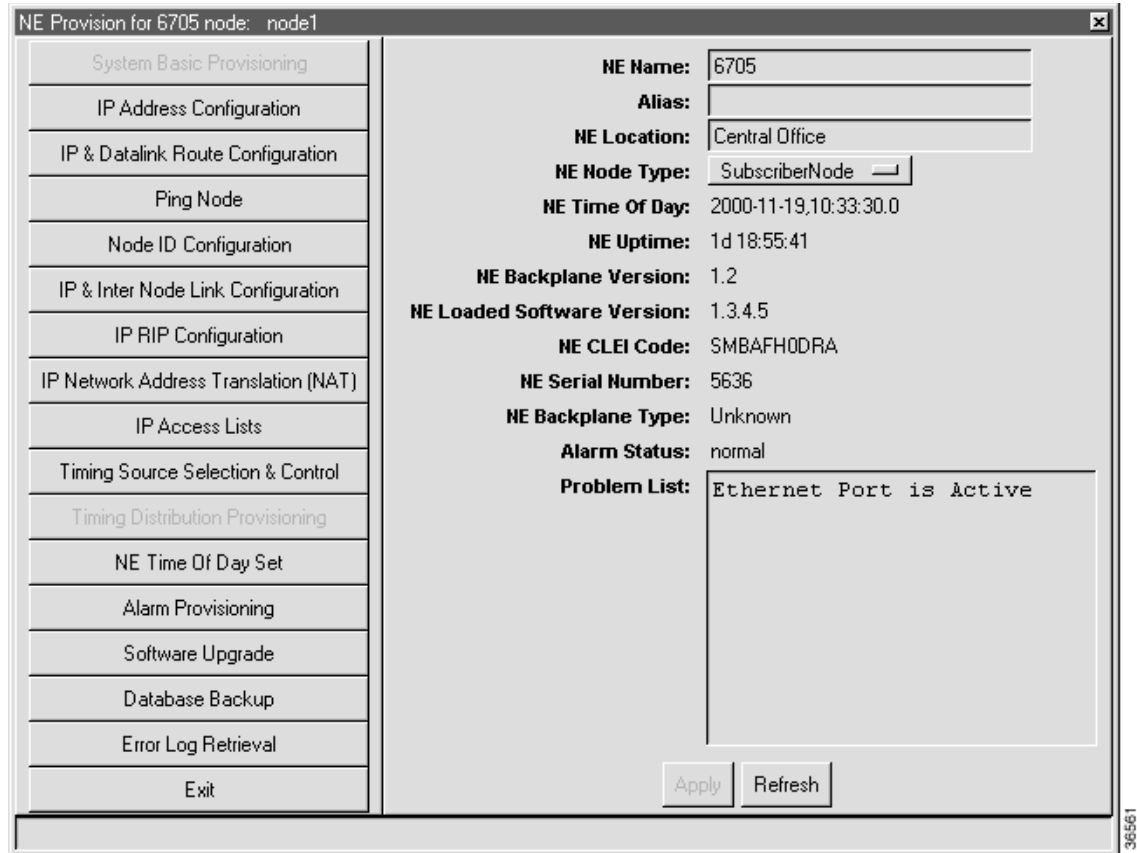 NE Provision for 6705 node: node1
System Basic Provisioning
IP Address Configuration
IP & Datalink Route Configuration
Ping Node
Node ID Configuration
IP & Inter Node Link Configuration
IP RIP Configuration
IP Network Address Translation (NAT)
IP Access Lists
Timing Source Selection & Control
Timing Distribution Provisioning
NE Time Of Day Set
Alarm Provisioning
Software Upgrade
Database Backup
Error Log Retrieval
Exit
NE Name: 6705
Alias:
NE Location: Central Office
NE Node Type: SubscriberNode
NE Time Of Day: 2000-11-19,10:33:30.0
NE Uptime: 1d 18:55:41
NE Backplane Version: 1.2
NE Loaded Software Version: 1.3.4.5
NE CLEI Code: SMBAFH0DRA
NE Serial Number: 5636
NE Backplane Type: Unknown
Alarm Status: normal
Problem List: Ethernet Port is Active
Apply Refresh
36561